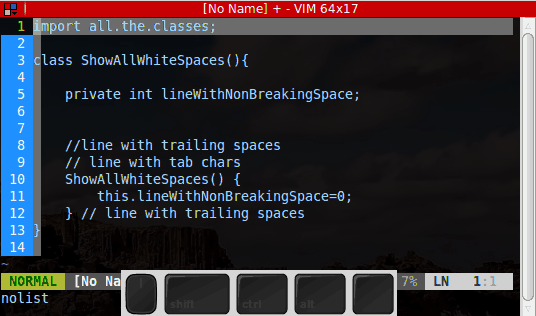 [No Name] + - VIM 64x17
1 import all.the.classes;
2
3 class ShowAllWhiteSpaces(){
4
5     private int lineWithNonBreakingSpace;
6
7
8     //line with trailing spaces
9     // line with tab chars
10     ShowAllWhiteSpaces() {
11         this.lineWithNonBreakingSpace=0;
12     } // line with trailing spaces
13 }
14
~
NORMAL [No Na 7% LN 1:1
nolist shift ctrl alt